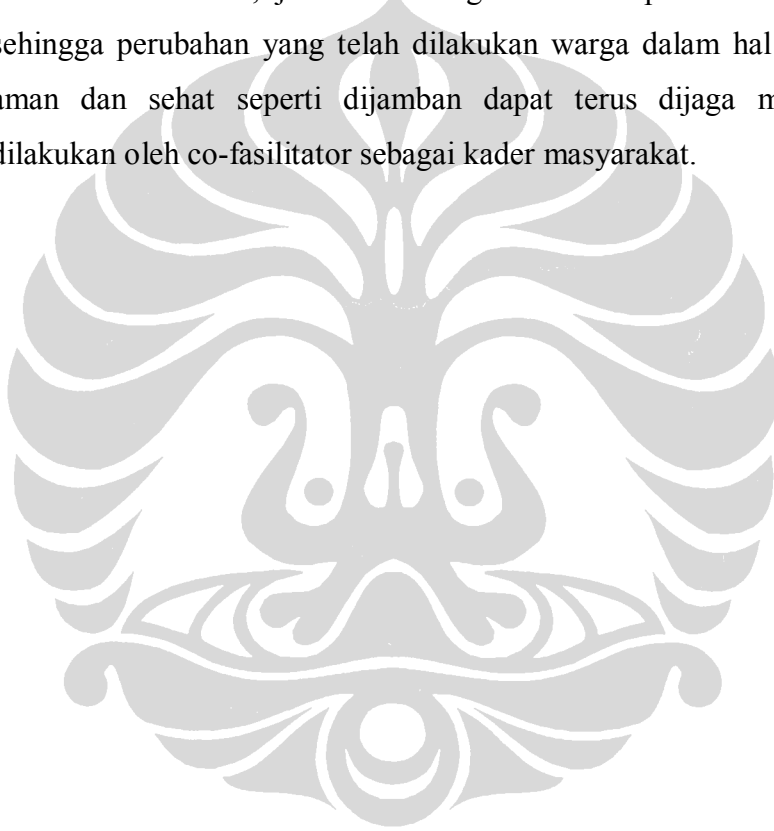 sehingga perubahan yang telah dilakukan warga dalam hal
aman dan sehat seperti dijamban dapat terus dijaga m
dilakukan oleh co-fasilitator sebagai kader masyarakat.